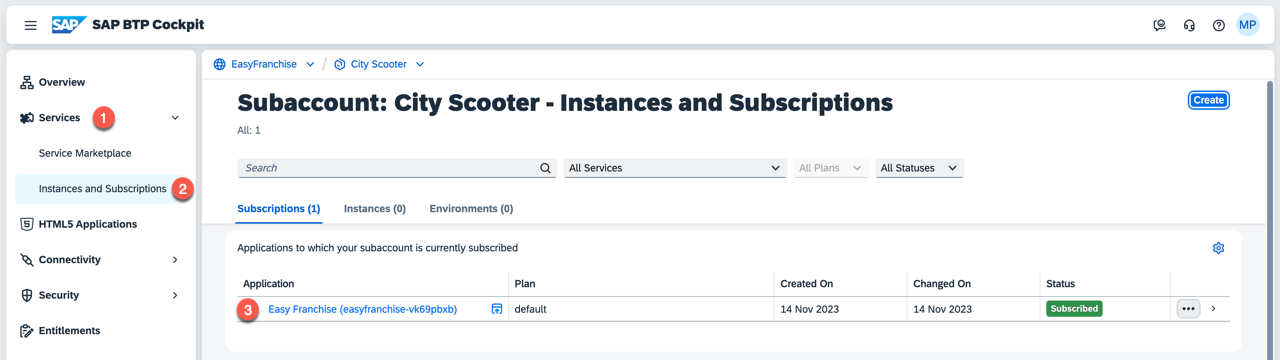 SAP SAP BTP Cockpit MP
Overview
Services 1
Service Marketplace
Instances and Subscriptions 2
HTML5 Applications
Connectivity
Security
Entitlements
EasyFranchise / City Scooter
Subaccount: City Scooter - Instances and Subscriptions
Create
All: 1
Search All Services All Plans All Statuses
Subscriptions (1) Instances (0) Environments (0)
Applications to which your subaccount is currently subscribed
Application Plan Created On Changed On Status
3 Easy Franchise (easyfranchise-vk69pbxb) default 14 Nov 2023 14 Nov 2023 Subscribed